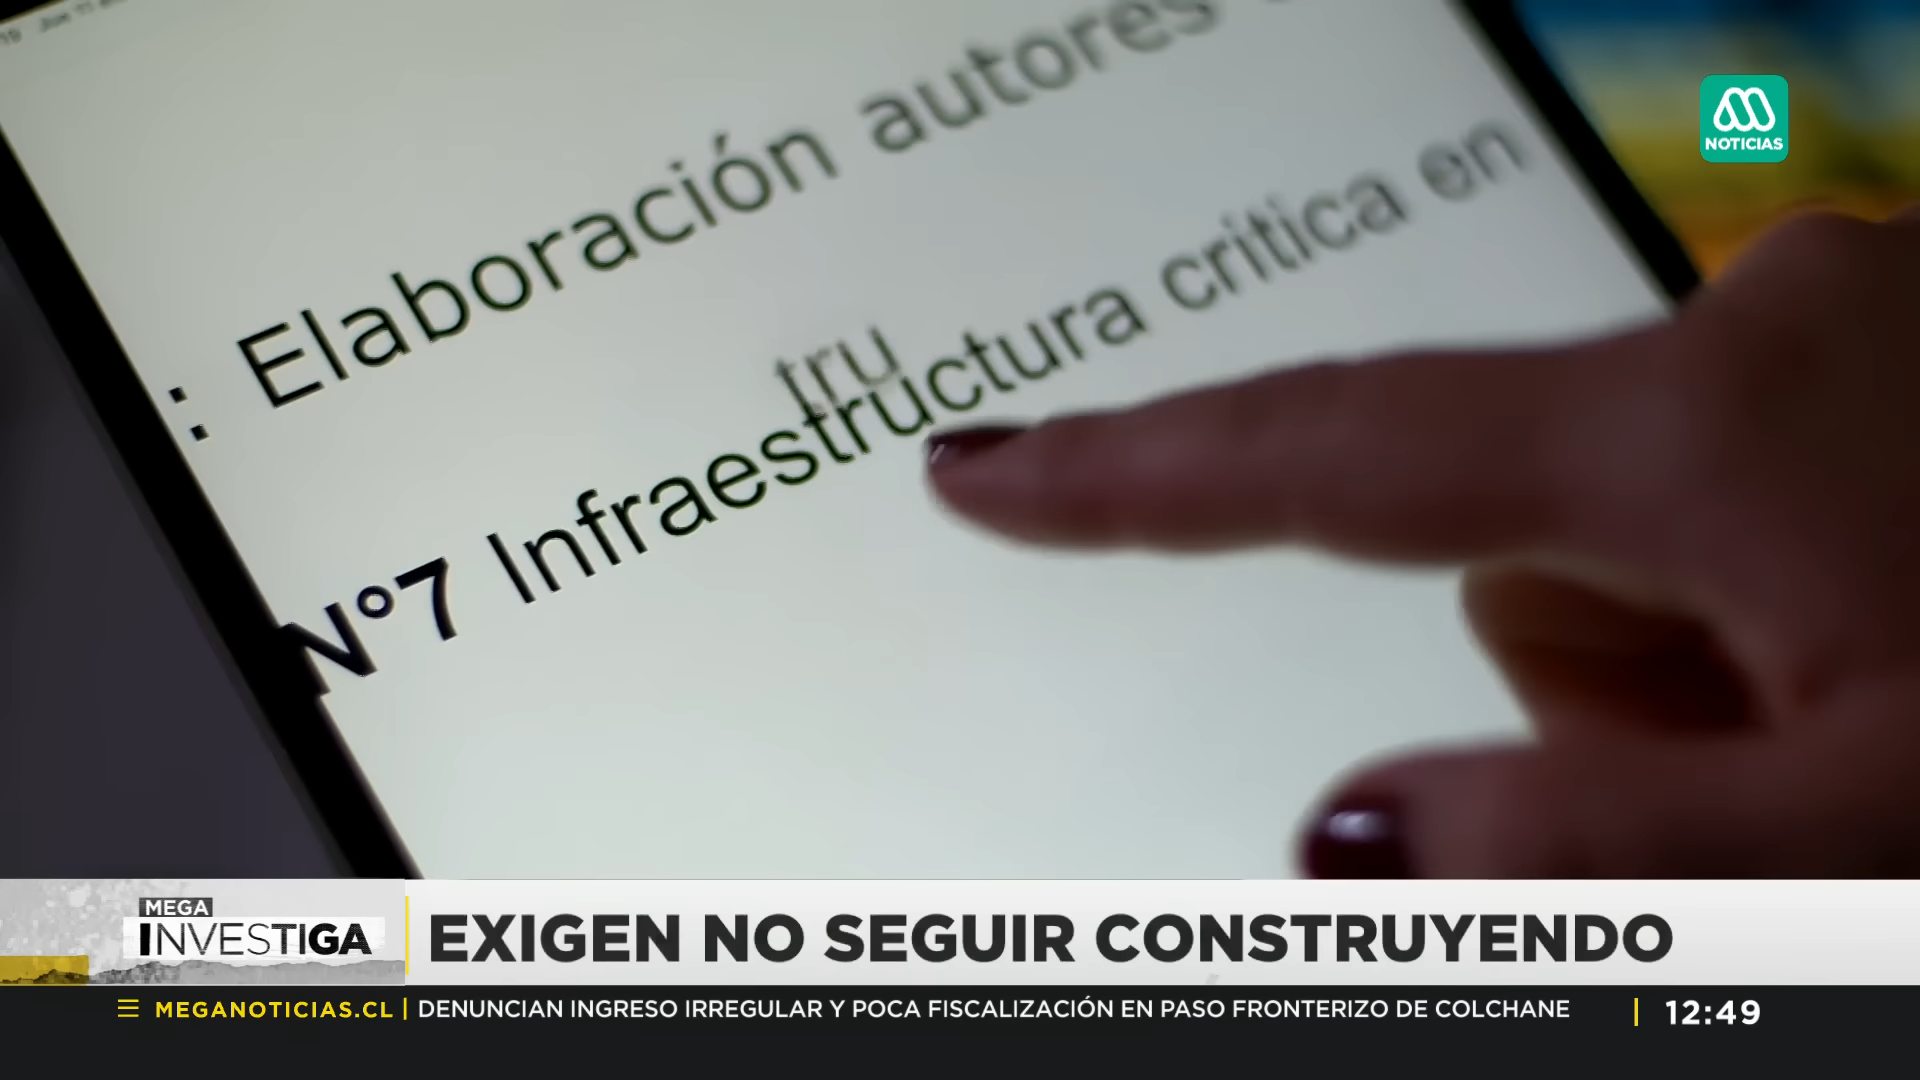 : Elaboración autores
tru
N°7 Infraestructura critica en
NOTICIAS
MEGA
INVESTIGA
EXIGEN NO SEGUIR CONSTRUYENDO
MEGANOTICIAS.CL | DENUNCIAN INGRESO IRREGULAR Y POCA FISCALIZACIÓN EN PASO FRONTERIZO DE COLCHANE | 12:49